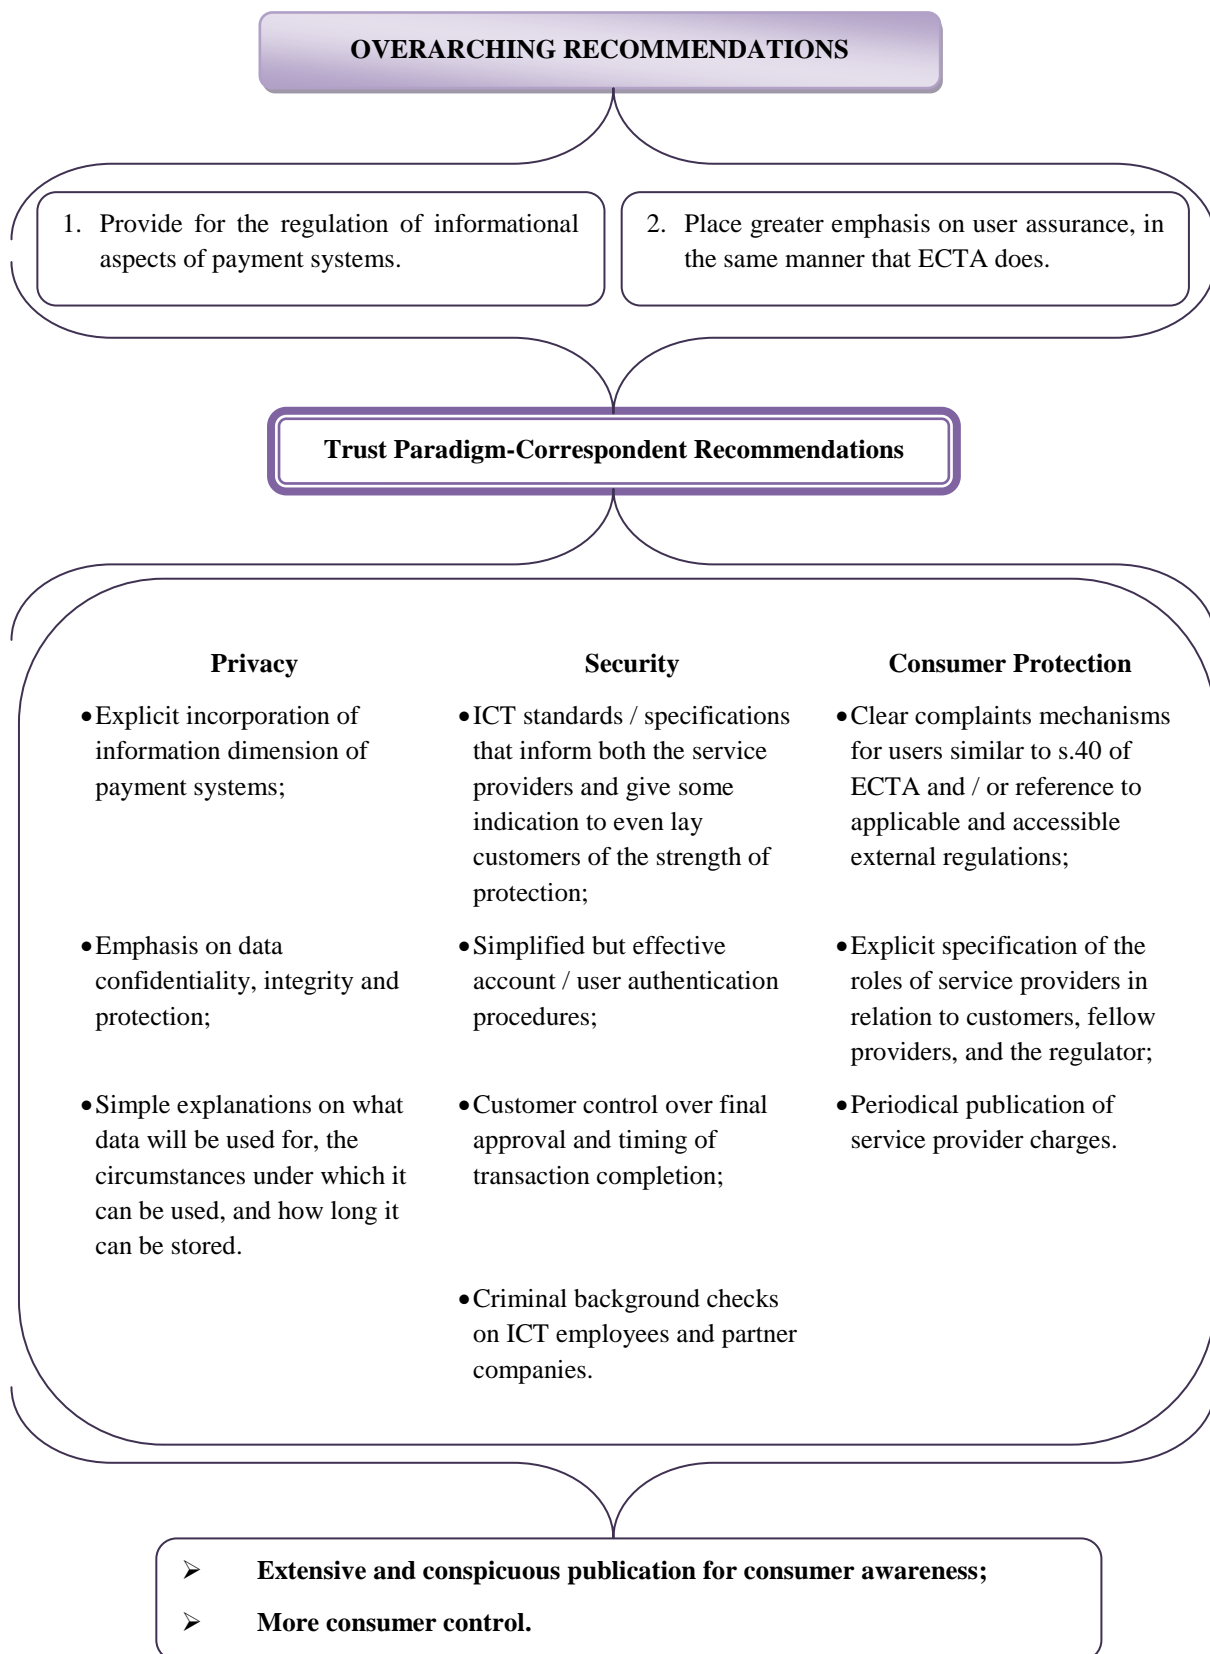 OVERARCHING RECOMMENDATIONS
1. Provide for the regulation of informational
aspects of payment systems.
2. Place greater emphasis on user assurance, in
the same manner that ECTA does.
Trust Paradigm-Correspondent Recommendations
Privacy
•Explicit incorporation of
information dimension of
payment systems;
•Emphasis on data
confidentiality, integrity and
protection;
•Simple explanations on what
data will be used for, the
circumstances under which it
can be used, and how long it
can be stored.
Security
•ICT standards / specifications
that inform both the service
providers and give some
indication to even lay
customers of the strength of
protection;
•Simplified but effective
account / user authentication
procedures;
•Customer control over final
approval and timing of
transaction completion;
•Criminal background checks
on ICT employees and partner
companies.
Consumer Protection
•Clear complaints mechanisms
for users similar to s.40 of
ECTA and / or reference to
applicable and accessible
external regulations;
•Explicit specification of the
roles of service providers in
relation to customers, fellow
providers, and the regulator;
•Periodical publication of
service provider charges.
➢ Extensive and conspicuous publication for consumer awareness;
➢ More consumer control.